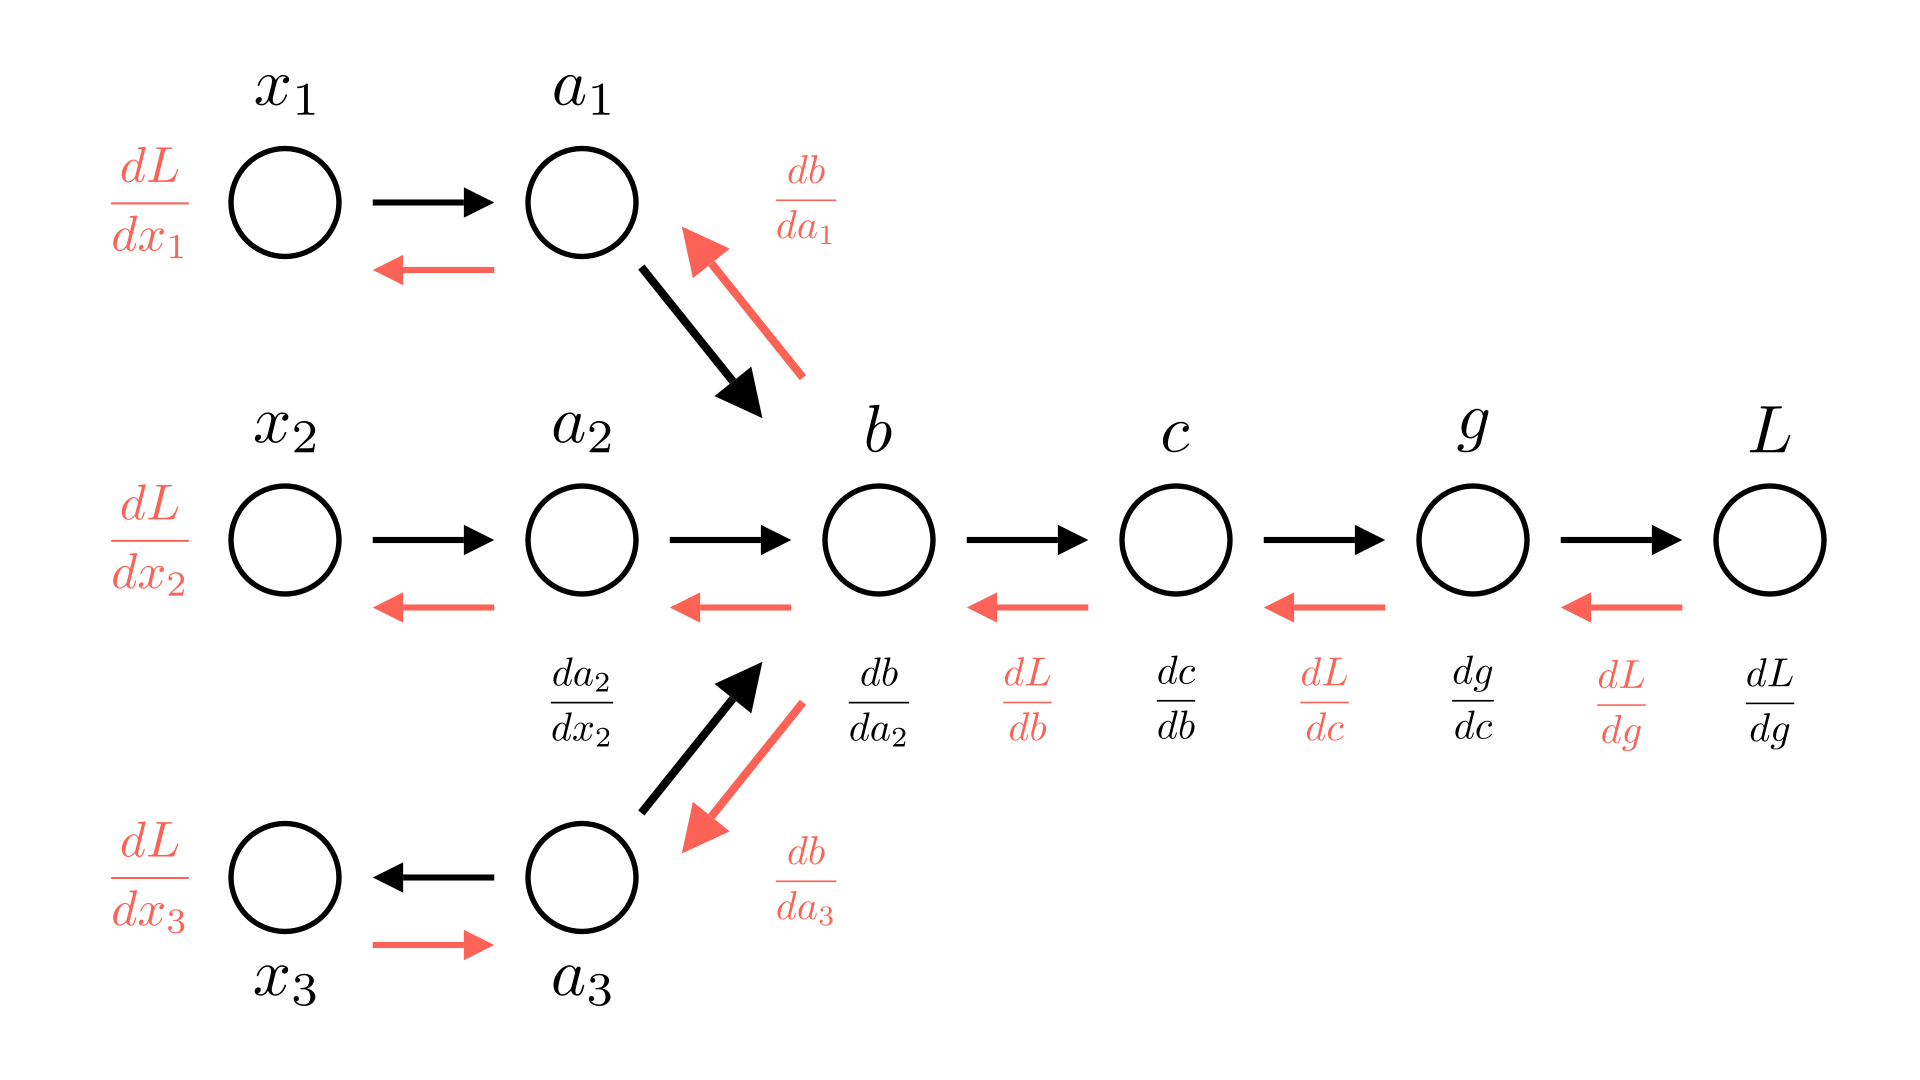 x_1 a_1
\frac{dL}{dx_1} \frac{db}{da_1}
x_2 a_2 b c g L
\frac{dL}{dx_2}
\frac{da_2}{dx_2} \frac{db}{da_2} \frac{dL}{db} \frac{dc}{db} \frac{dL}{dc} \frac{dg}{dc} \frac{dL}{dg} \frac{dL}{dg}
\frac{dL}{dx_3} \frac{db}{da_3}
x_3 a_3